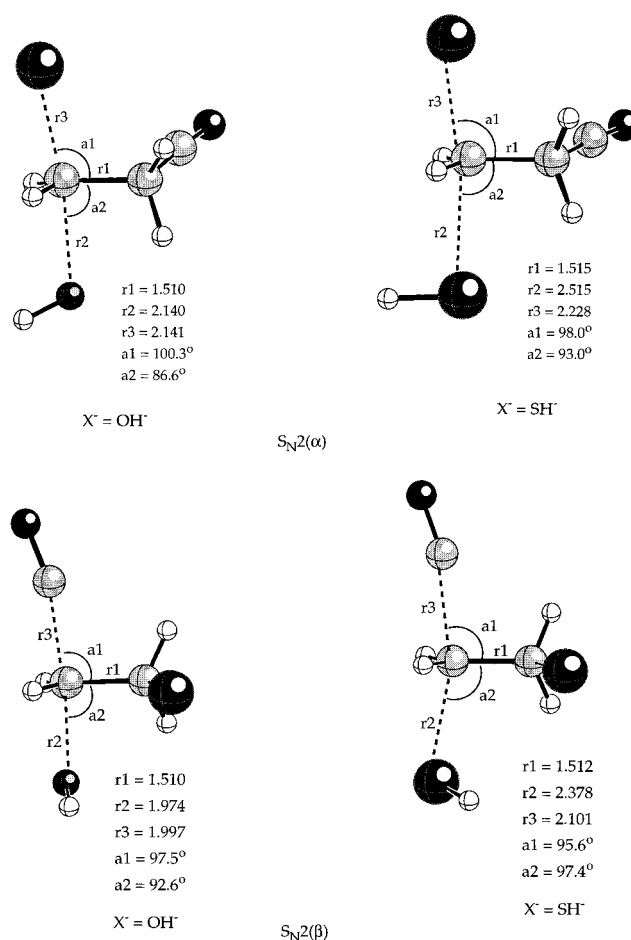 r3
a1
r1
a2
r2
r1 = 1.510
r2 = 2.140
r3 = 2.141
a1 = 100.3°
a2 = 86.6°
X⁻ = OH⁻
r3
a1
r1
a2
r2
r1 = 1.515
r2 = 2.515
r3 = 2.228
a1 = 98.0°
a2 = 93.0°
X⁻ = SH⁻
S_N2(α)
r3
a1
r1
a2
r2
r1 = 1.510
r2 = 1.974
r3 = 1.997
a1 = 97.5°
a2 = 92.6°
X⁻ = OH⁻
r3
a1
r1
a2
r2
r1 = 1.512
r2 = 2.378
r3 = 2.101
a1 = 95.6°
a2 = 97.4°
X⁻ = SH⁻
S_N2(β)